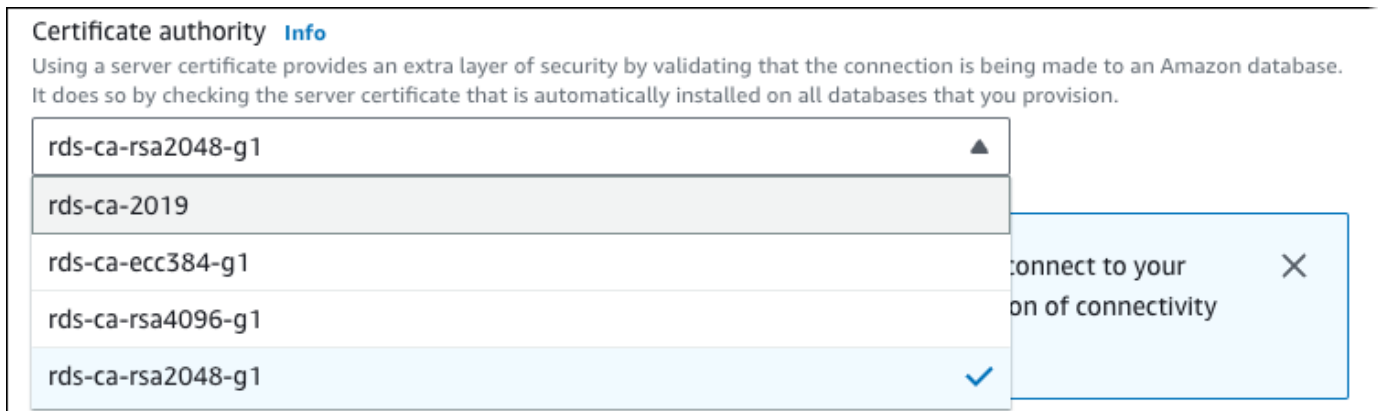 Certificate authority Info
Using a server certificate provides an extra layer of security by validating that the connection is being made to an Amazon database.
It does so by checking the server certificate that is automatically installed on all databases that you provision.
rds-ca-rsa2048-g1
rds-ca-2019
rds-ca-ecc384-g1
connect to your
rds-ca-rsa4096-g1
on of connectivity
rds-ca-rsa2048-g1